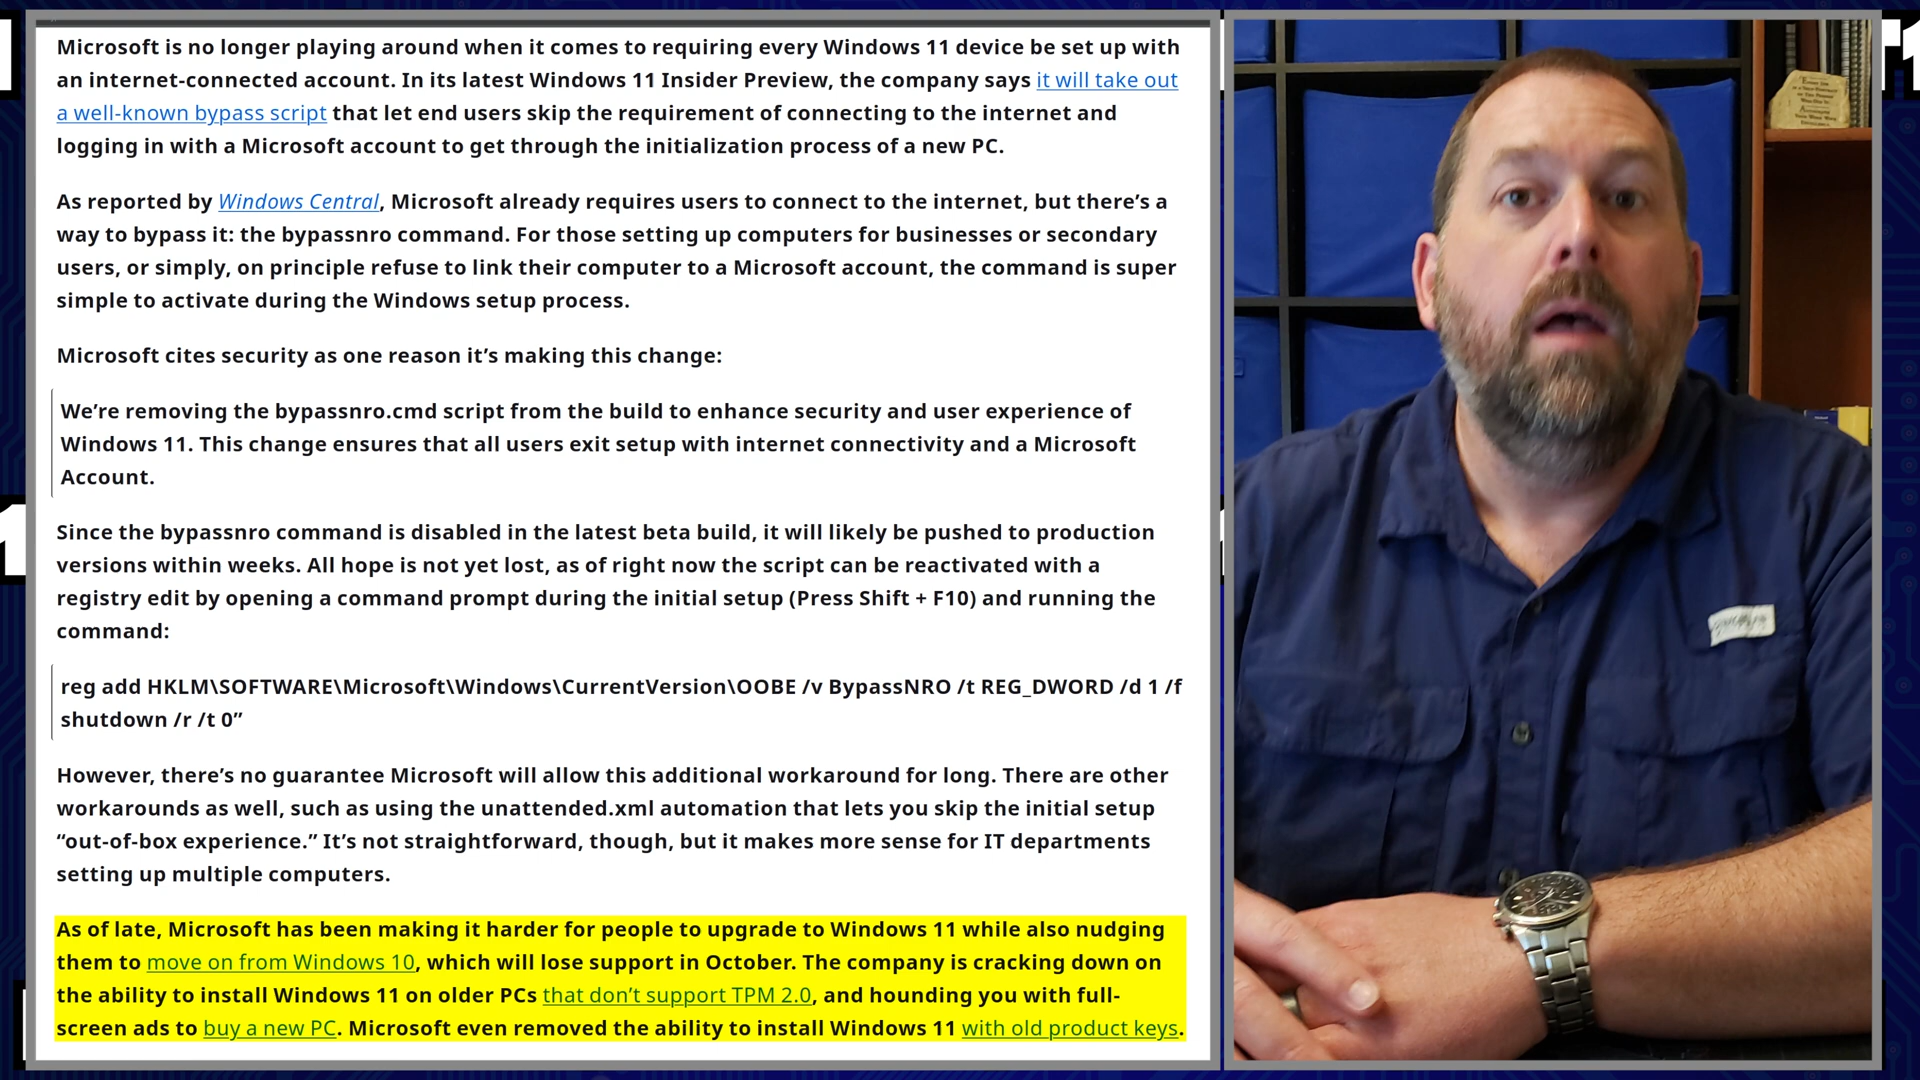 Microsoft is no longer playing around when it comes to requiring every Windows 11 device be set up with
an internet-connected account. In its latest Windows 11 Insider Preview, the company says it will take out
a well-known bypass script that let end users skip the requirement of connecting to the internet and
logging in with a Microsoft account to get through the initialization process of a new PC.
As reported by Windows Central, Microsoft already requires users to connect to the internet, but there’s a
way to bypass it: the bypassnro command. For those setting up computers for businesses or secondary
users, or simply, on principle refuse to link their computer to a Microsoft account, the command is super
simple to activate during the Windows setup process.
Microsoft cites security as one reason it’s making this change:
We’re removing the bypassnro.cmd script from the build to enhance security and user experience of
Windows 11. This change ensures that all users exit setup with internet connectivity and a Microsoft
Account.
Since the bypassnro command is disabled in the latest beta build, it will likely be pushed to production
versions within weeks. All hope is not yet lost, as of right now the script can be reactivated with a
registry edit by opening a command prompt during the initial setup (Press Shift + F10) and running the
command:
reg add HKLM\SOFTWARE\Microsoft\Windows\CurrentVersion\OOBE /v BypassNRO /t REG_DWORD /d 1 /f
shutdown /r /t 0”
However, there’s no guarantee Microsoft will allow this additional workaround for long. There are other
workarounds as well, such as using the unattended.xml automation that lets you skip the initial setup
“out-of-box experience.” It’s not straightforward, though, but it makes more sense for IT departments
setting up multiple computers.
As of late, Microsoft has been making it harder for people to upgrade to Windows 11 while also nudging
them to move on from Windows 10, which will lose support in October. The company is cracking down on
the ability to install Windows 11 on older PCs that don’t support TPM 2.0, and hounding you with full-
screen ads to buy a new PC. Microsoft even removed the ability to install Windows 11 with old product keys.